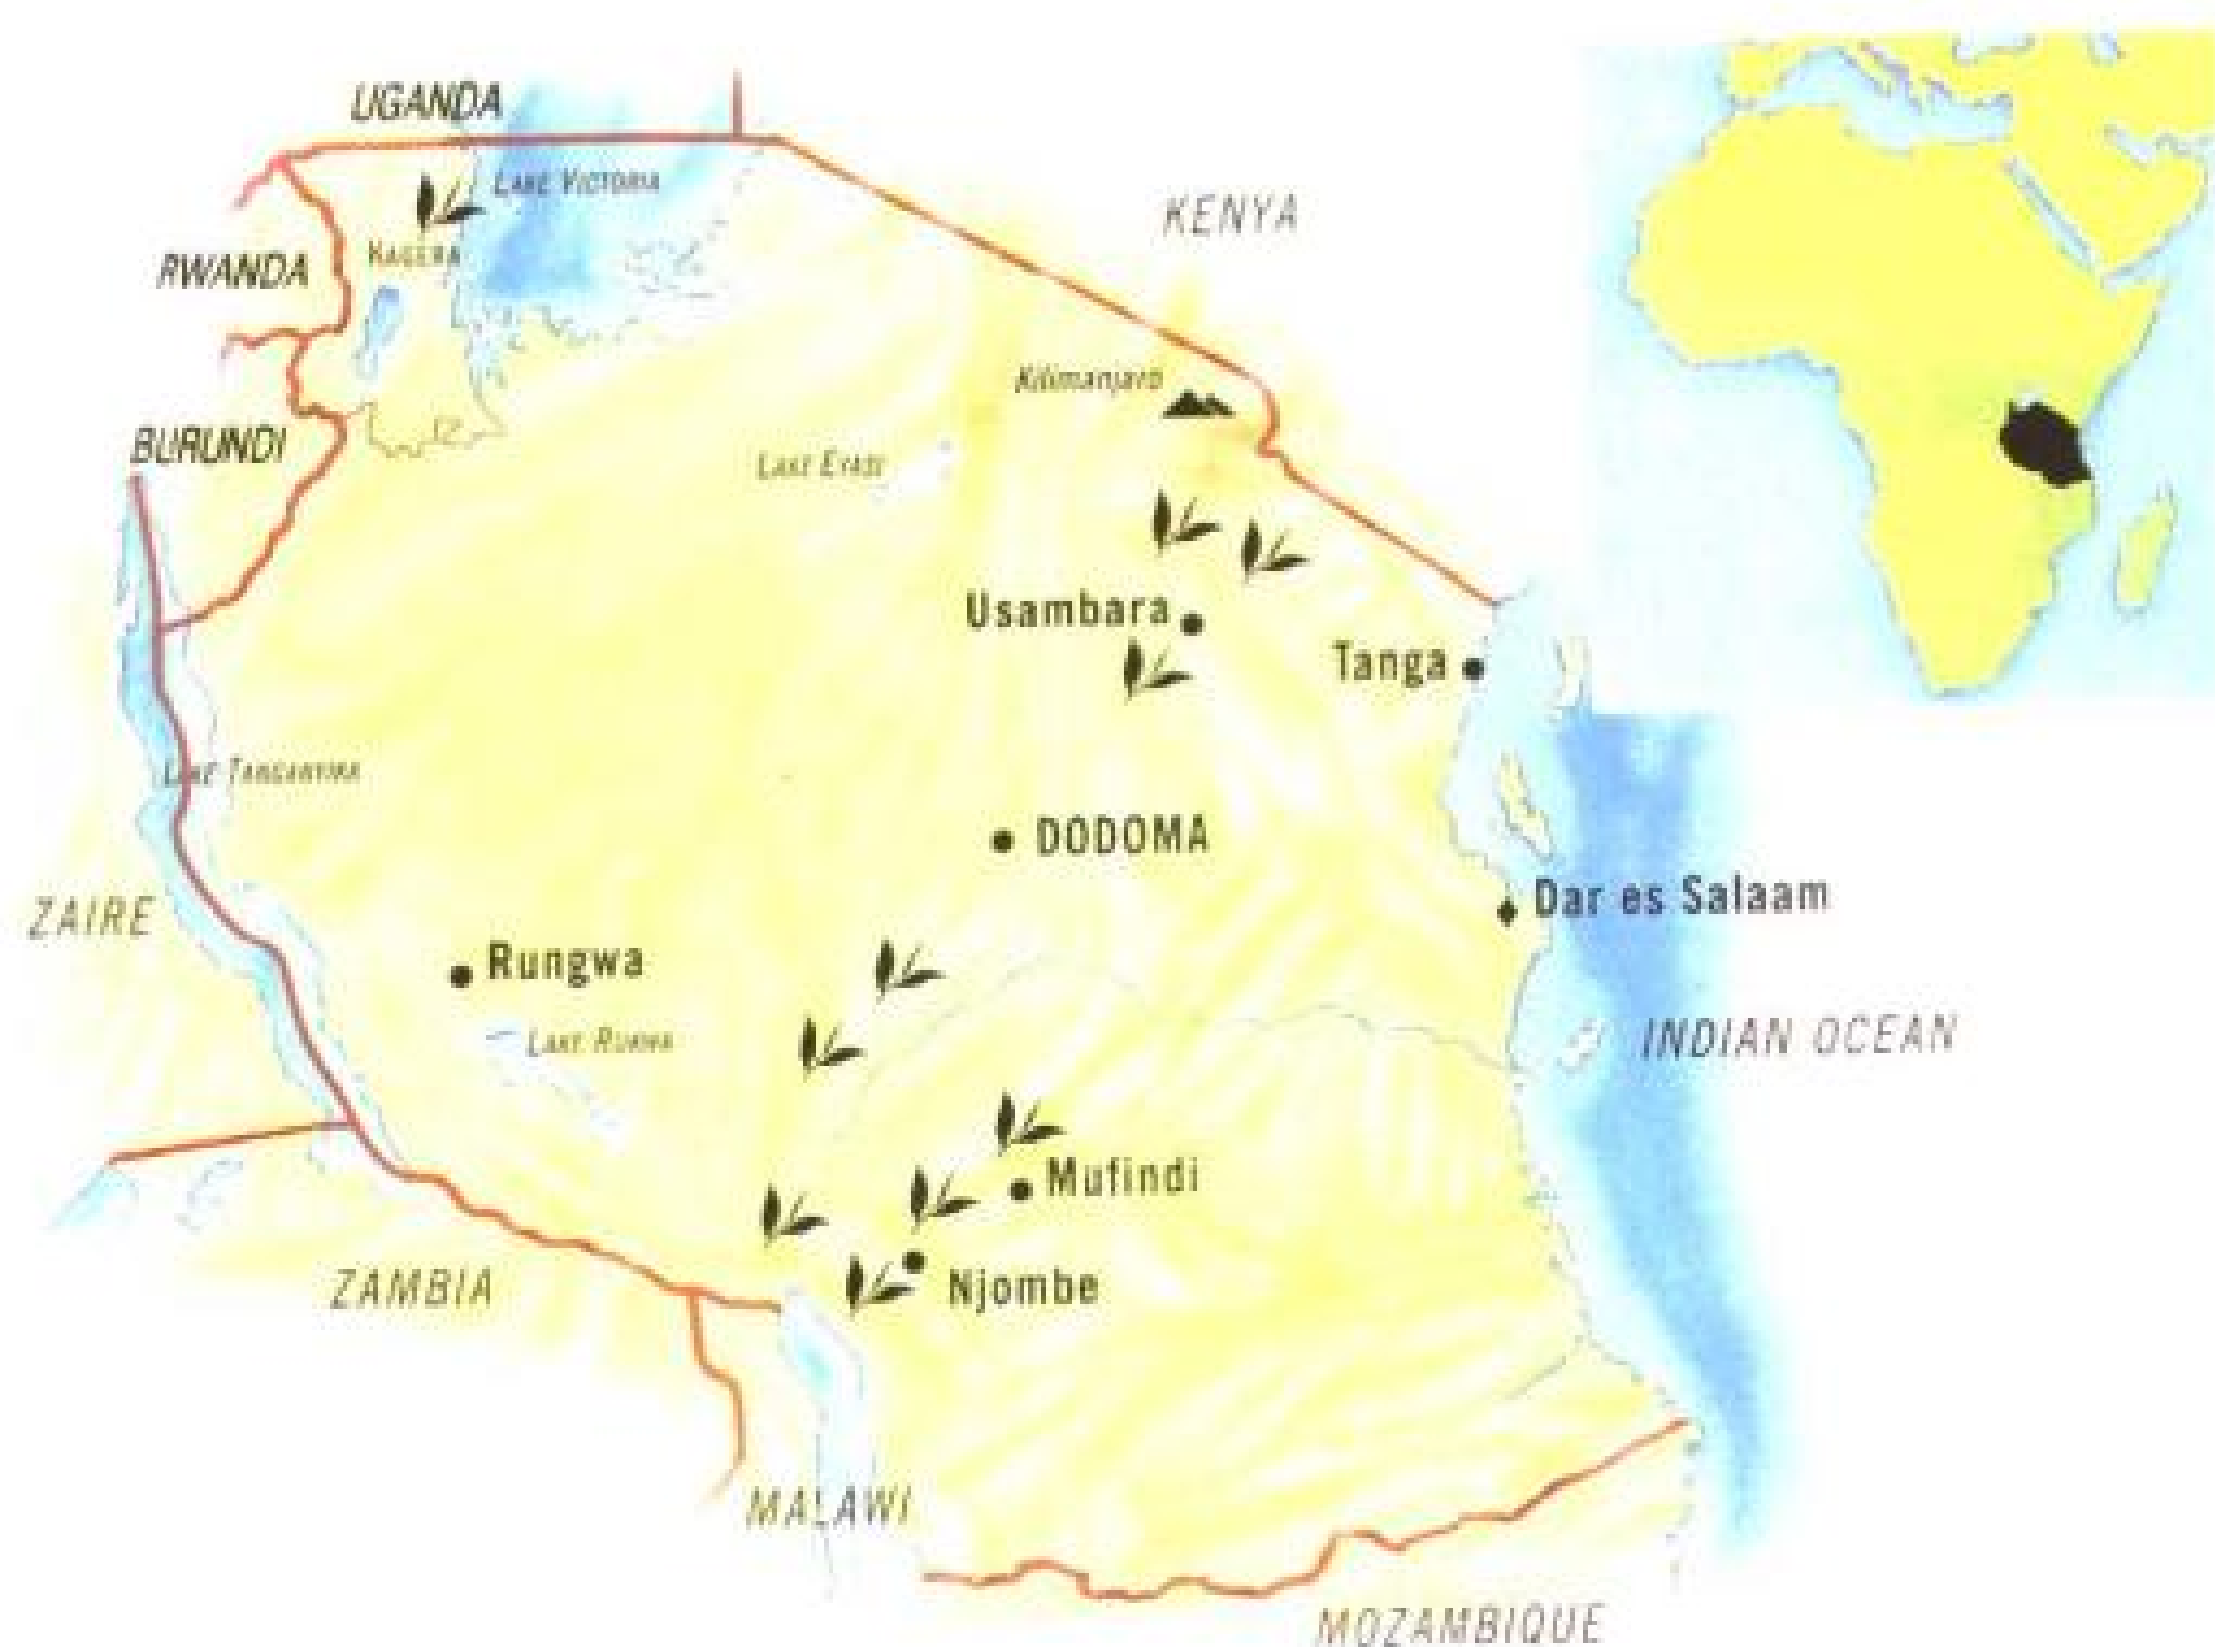 UGANDA
LAKE VICTORIA
KENYA
KAGERA
RWANDA
Kilimanjaro
BURUNDI
LAKE EYASI
Usambara
Tanga
LAKE TANGANYIKA
DODOMA
Dar es Salaam
ZAIRE
Rungwa
INDIAN OCEAN
LAKE RUKWA
Mufindi
ZAMBIA
Njombe
MALAWI
MOZAMBIQUE